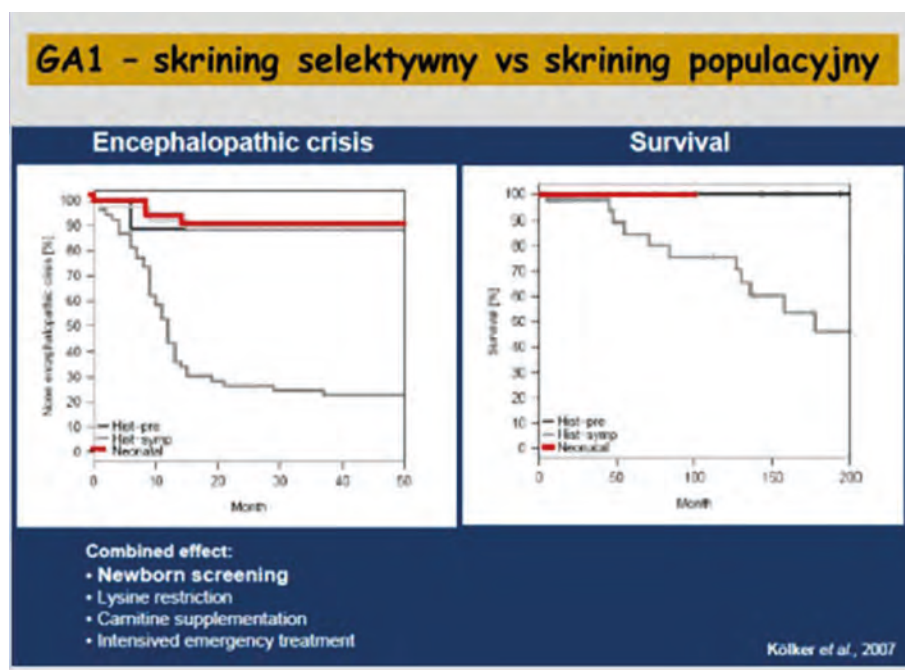 GA1 – skrining selektywny vs skrining populacyjny
Encephalopathic crisis
None encephalopathic crisis [%]
100
90
80
70
60
50
40
30
20
10
0
Hist-pre
Hist-symp
Neonatal
0 10 20 30 40 50
Month
Survival
Survival [%]
100
90
80
70
60
50
40
30
20
10
0
Hist-pre
Hist-symp
Neonatal
0 50 100 150 200
Month
Combined effect:
• Newborn screening
• Lysine restriction
• Carnitine supplementation
• Intensived emergency treatment
Kölker et al., 2007